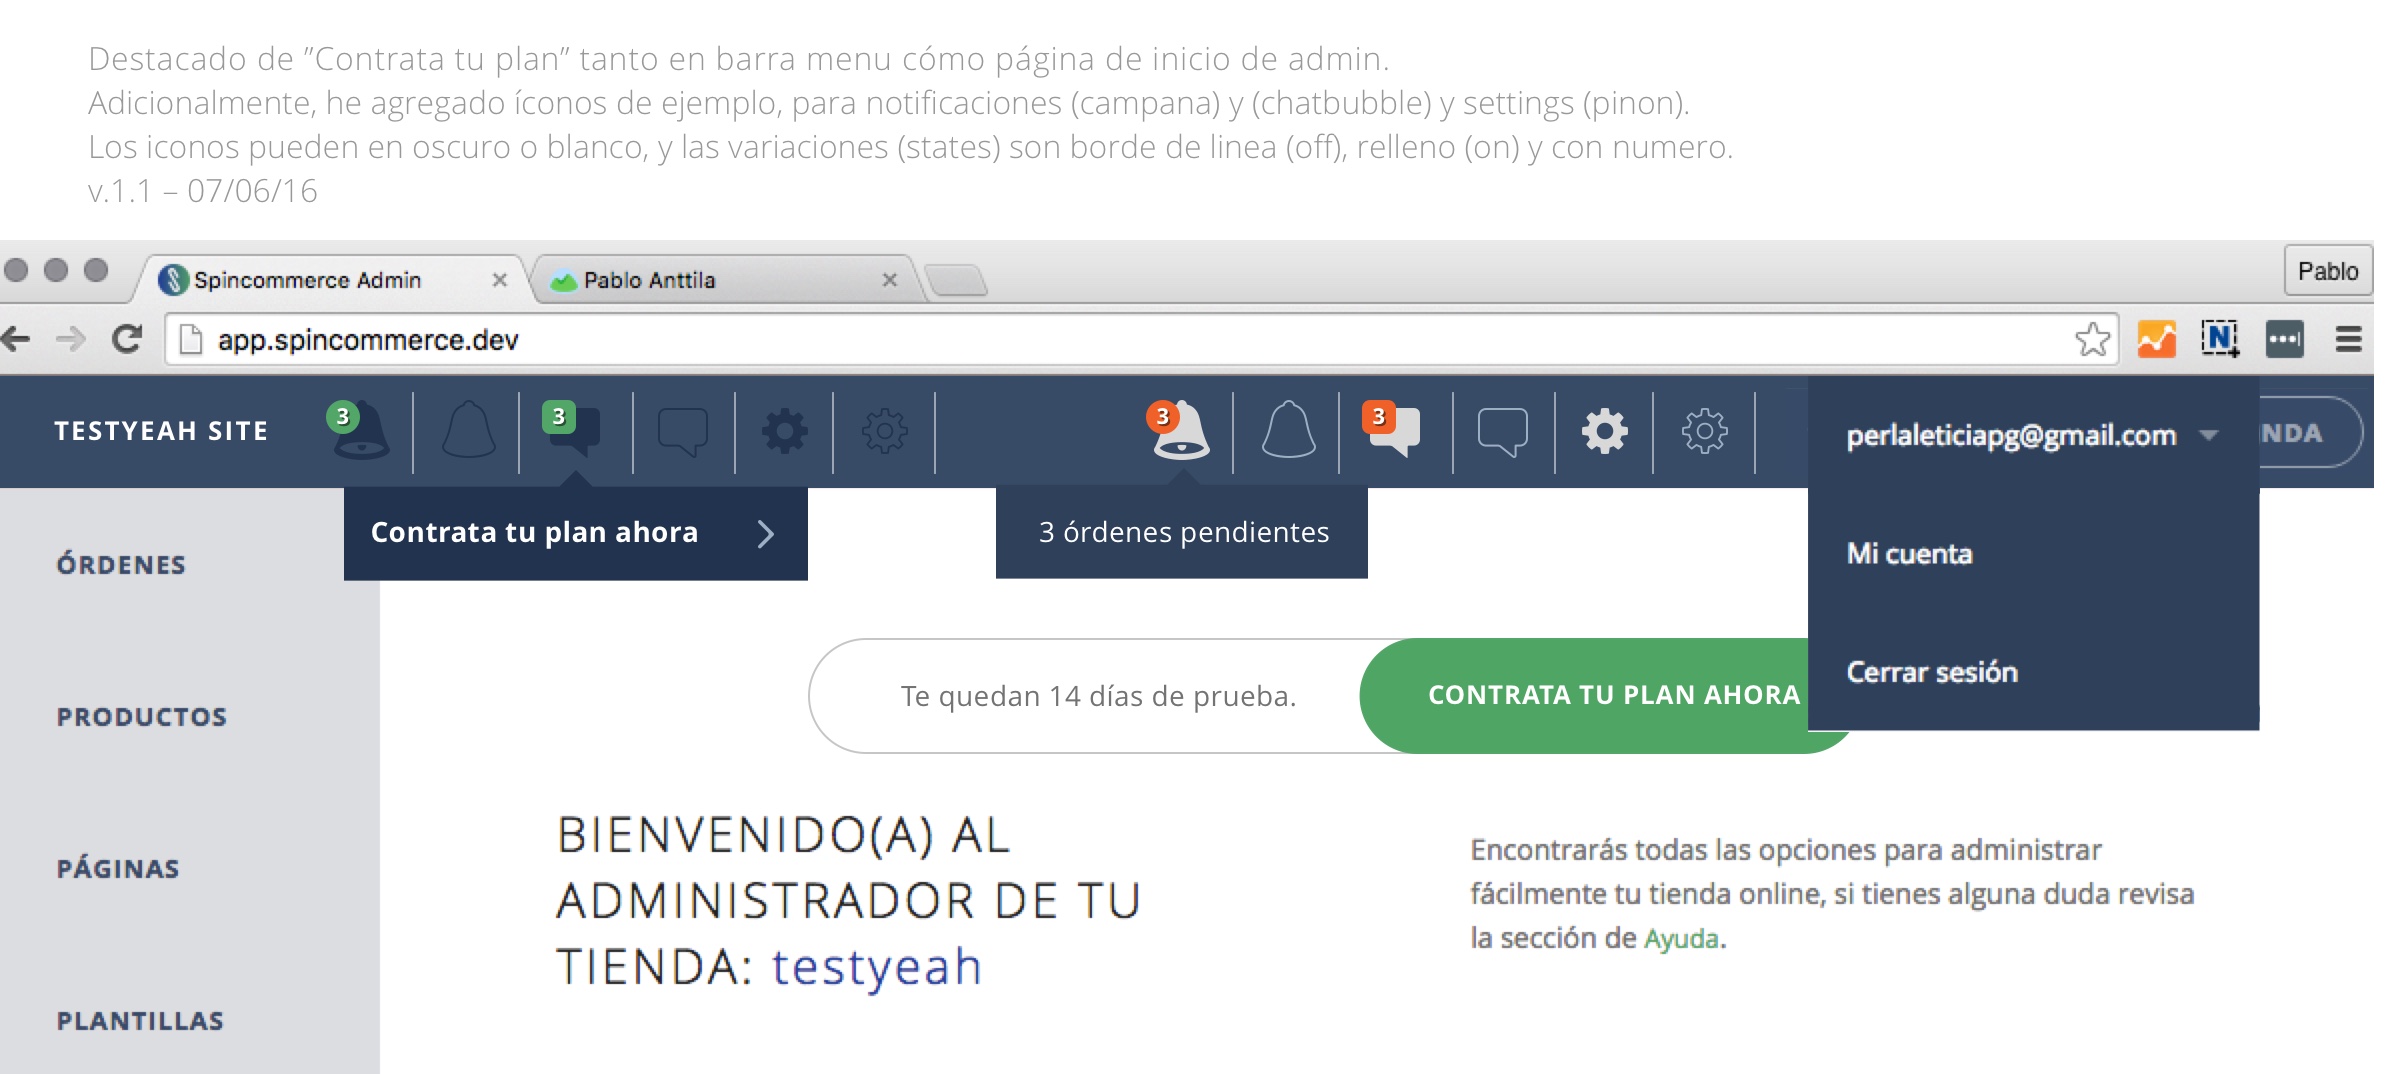 Destacado de ”Contrata tu plan” tanto en barra menu cómo página de inicio de admin.
Adicionalmente, he agregado íconos de ejemplo, para notificaciones (campana) y (chatbubble) y settings (pinon).
Los iconos pueden en oscuro o blanco, y las variaciones (states) son borde de linea (off), relleno (on) y con numero.
v.1.1 – 07/06/16
Spincommerce Admin
Pablo Anttila
Pablo
app.spincommerce.dev
TESTYEAH SITE
3
3
3
3
perlaleticiapg@gmail.com
NDA
Contrata tu plan ahora
3 órdenes pendientes
Mi cuenta
Cerrar sesión
ÓRDENES
PRODUCTOS
PÁGINAS
PLANTILLAS
Te quedan 14 días de prueba.
CONTRATA TU PLAN AHORA
BIENVENIDO(A) AL
ADMINISTRADOR DE TU
TIENDA: testyeah
Encontrarás todas las opciones para administrar
fácilmente tu tienda online, si tienes alguna duda revisa
la sección de Ayuda.